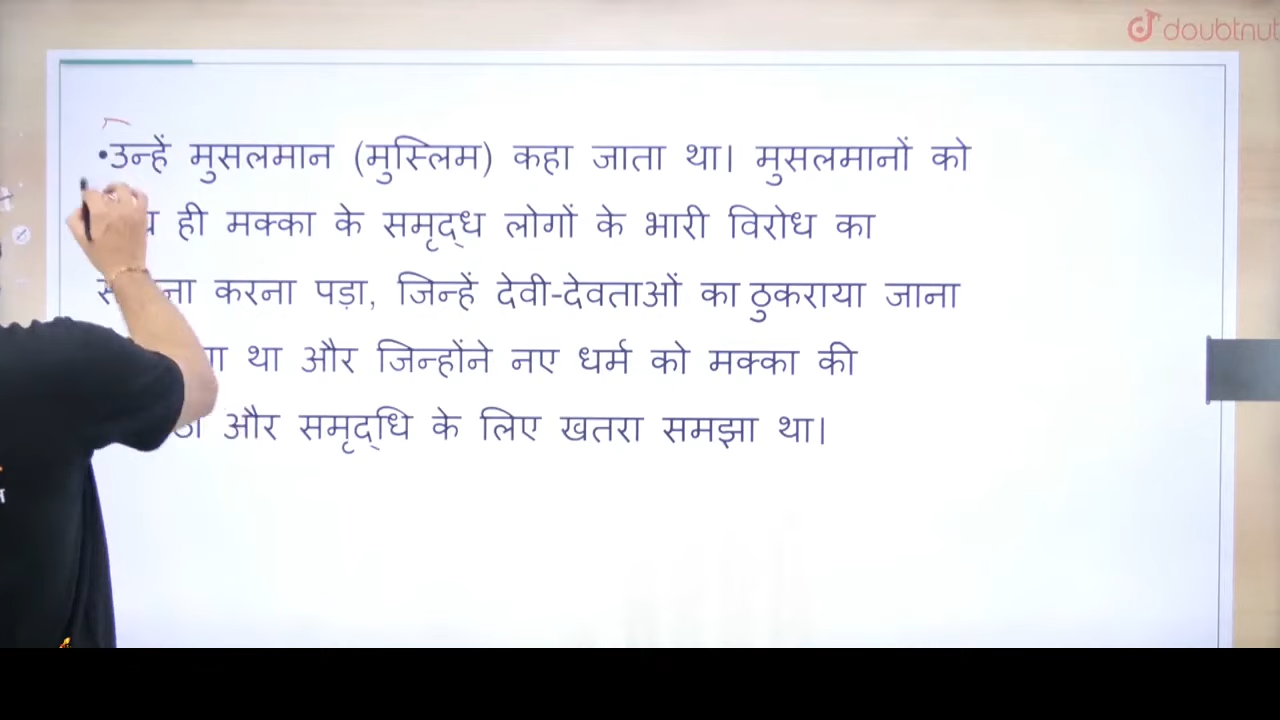 doubtnut
•उन्हें मुसलमान (मुस्लिम) कहा जाता था। मुसलमानों को
ही मक्का के समृद्ध लोगों के भारी विरोध का
करना पड़ा, जिन्हें देवी-देवताओं का ठुकराया जाना
था और जिन्होंने नए धर्म को मक्का की
और समृद्धि के लिए खतरा समझा था।